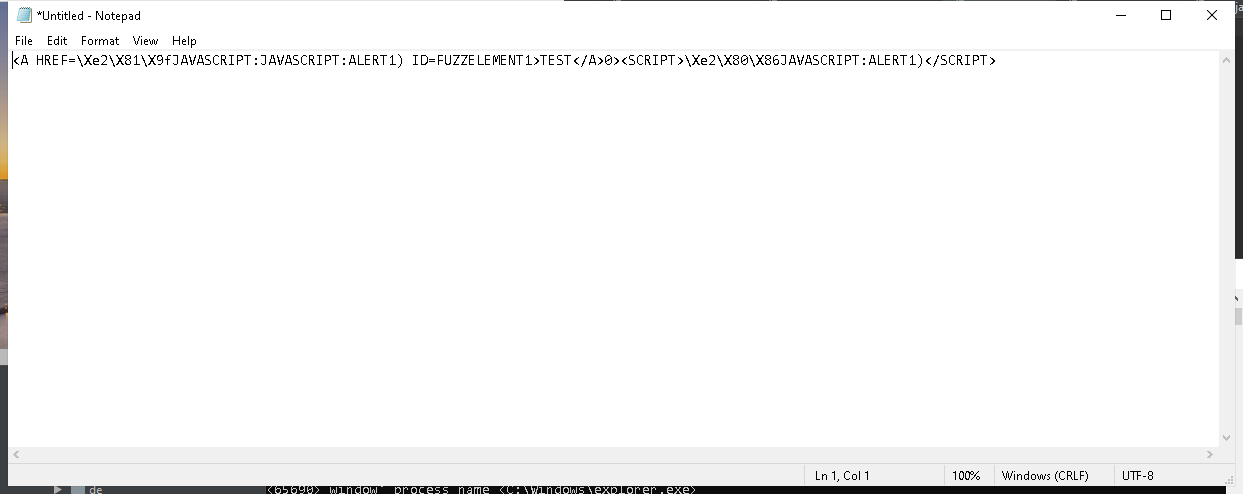 *Untitled - Notepad
File Edit Format View Help
<A HREF=\Xe2\X81\X9fJAVASCRIPT:JAVASCRIPT:ALERT1) ID=FUZZELEMENT1>TEST</A>0><SCRIPT>\Xe2\X80\X86JAVASCRIPT:ALERT1)</SCRIPT>
Ln 1, Col 1 100% Windows (CRLF) UTF-8
de <65690> window' process name <C:\Windows\explorer.exe>